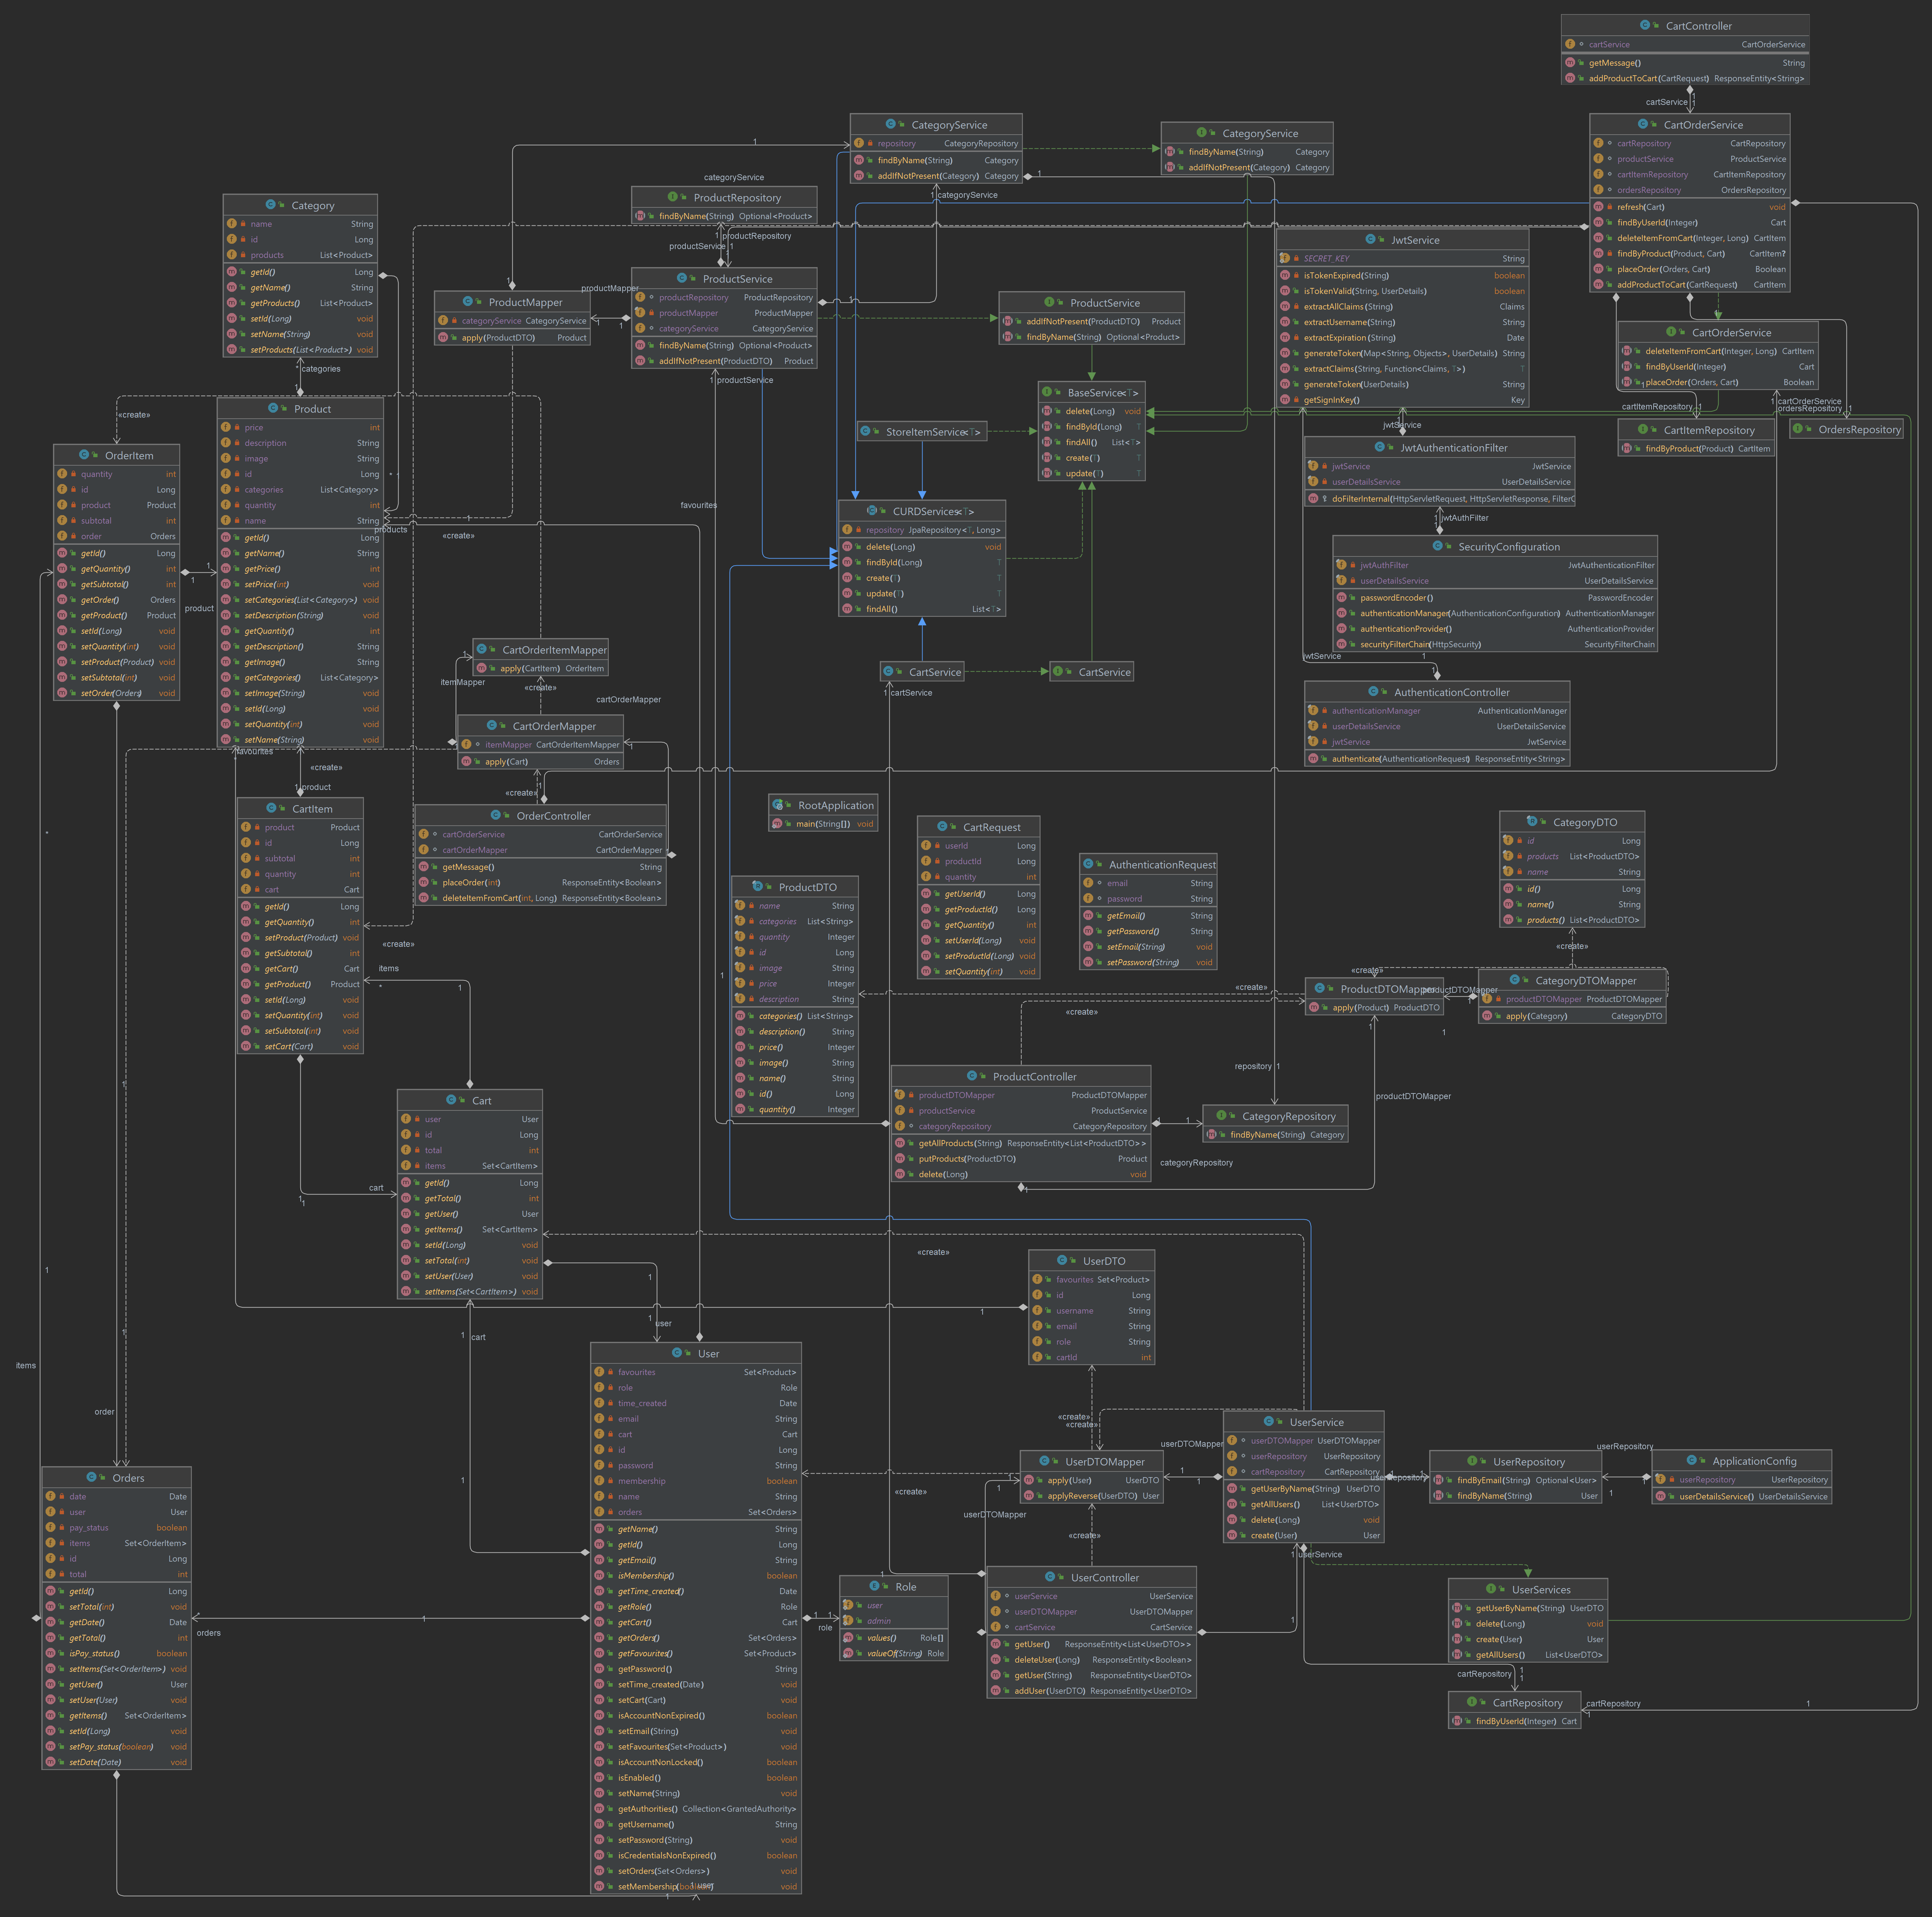 CartController
cartService CartOrderService
getMessage() String
addProductToCart(CartRequest) ResponseEntity<String>
1
cartService 1
CartOrderService
cartRepository CartRepository
productService ProductService
cartItemRepository CartItemRepository
ordersRepository OrdersRepository
refresh(Cart) void
findByUserId(Integer) Cart
deleteItemFromCart(Integer, Long) CartItem
findByProduct(Product, Cart) CartItem?
placeOrder(Orders, Cart) Boolean
addProductToCart(CartRequest) CartItem
CategoryService
repository CategoryRepository
findByName(String) Category
addIfNotPresent(Category) Category
CategoryService
findByName(String) Category
addIfNotPresent(Category) Category
categoryService
1 categoryService
ProductRepository
findByName(String) Optional<Product>
productRepository
productService
Category
name String
id Long
products List<Product>
getId() Long
getName() String
getProducts() List<Product>
setId(Long) void
setName(String) void
setProducts(List<Product>) void
* categories
ProductMapper
categoryService CategoryService
apply(ProductDTO) Product
productMapper
ProductService
productRepository ProductRepository
productMapper ProductMapper
categoryService CategoryService
findByName(String) Optional<Product>
addIfNotPresent(ProductDTO) Product
1 productService
ProductService
addIfNotPresent(ProductDTO) Product
findByName(String) Optional<Product>
JwtService
SECRET_KEY String
isTokenExpired(String) boolean
isTokenValid(String, UserDetails) boolean
extractAllClaims(String) Claims
extractUsername(String) String
extractExpiration(String) Date
generateToken(Map<String, Objects>, UserDetails) String
extractClaims(String, Function<Claims, T>) T
generateToken(UserDetails) String
getSignInKey() Key
jwtService
CartOrderService
deleteItemFromCart(Integer, Long) CartItem
findByUserId(Integer) Cart
placeOrder(Orders, Cart) Boolean
cartOrderService
cartItemRepository
ordersRepository
CartItemRepository
findByProduct(Product) CartItem
OrdersRepository
BaseService<T>
delete(Long) void
findById(Long) T
findAll() List<T>
create(T) T
update(T) T
StoreItemService<T>
JwtAuthenticationFilter
jwtService JwtService
userDetailsService UserDetailsService
doFilterInternal(HttpServletRequest, HttpServletResponse, FilterC
jwtAuthFilter
«create»
Product
price int
description String
image String
id Long
categories List<Category>
quantity int
name String
getId() Long
getName() String
getPrice() int
setPrice(int) void
setCategories(List<Category>) void
setDescription(String) void
getQuantity() int
getDescription() String
getImage() String
getCategories() List<Category>
setImage(String) void
setId(Long) void
setQuantity(int) void
setName(String) void
products
«create»
favourites
OrderItem
quantity int
id Long
product Product
subtotal int
order Orders
getId() Long
getQuantity() int
getSubtotal() int
getOrder() Orders
getProduct() Product
setId(Long) void
setQuantity(int) void
setProduct(Product) void
setSubtotal(int) void
setOrder(Orders) void
product
CURDServices<T>
repository JpaRepository<T, Long>
delete(Long) void
findById(Long) T
create(T) T
update(T) T
findAll() List<T>
SecurityConfiguration
jwtAuthFilter JwtAuthenticationFilter
userDetailsService UserDetailsService
passwordEncoder() PasswordEncoder
authenticationManager(AuthenticationConfiguration) AuthenticationManager
authenticationProvider() AuthenticationProvider
securityFilterChain(HttpSecurity) SecurityFilterChain
jwtService
CartOrderItemMapper
apply(CartItem) OrderItem
itemMapper
«create»
cartOrderMapper
CartService
CartService
1 cartService
AuthenticationController
authenticationManager AuthenticationManager
userDetailsService UserDetailsService
jwtService JwtService
authenticate(AuthenticationRequest) ResponseEntity<String>
CartOrderMapper
itemMapper CartOrderItemMapper
apply(Cart) Orders
favourites
«create»
product
«create»
CartItem
product Product
id Long
subtotal int
quantity int
cart Cart
getId() Long
getQuantity() int
setProduct(Product) void
getSubtotal() int
getCart() Cart
getProduct() Product
setId(Long) void
setQuantity(int) void
setSubtotal(int) void
setCart(Cart) void
OrderController
cartOrderService CartOrderService
cartOrderMapper CartOrderMapper
getMessage() String
placeOrder(int) ResponseEntity<Boolean>
deleteItemFromCart(int, Long) ResponseEntity<Boolean>
«create»
items
RootApplication
main(String[]) void
CartRequest
userId Long
productId Long
quantity int
getUserId() Long
getProductId() Long
getQuantity() int
setUserId(Long) void
setProductId(Long) void
setQuantity(int) void
AuthenticationRequest
email String
password String
getEmail() String
getPassword() String
setEmail(String) void
setPassword(String) void
CategoryDTO
id Long
products List<ProductDTO>
name String
id() Long
name() String
products() List<ProductDTO>
«create»
ProductDTO
name String
categories List<String>
quantity Integer
id Long
image String
price Integer
description String
categories() List<String>
description() String
price() Integer
image() String
name() String
id() Long
quantity() Integer
«create»
«create»
«create»
ProductDTOMapper
apply(Product) ProductDTO
productDTOMapper
CategoryDTOMapper
productDTOMapper ProductDTOMapper
apply(Category) CategoryDTO
repository 1
productDTOMapper
ProductController
productDTOMapper ProductDTOMapper
productService ProductService
categoryRepository CategoryRepository
getAllProducts(String) ResponseEntity<List<ProductDTO>>
putProducts(ProductDTO) Product
delete(Long) void
CategoryRepository
findByName(String) Category
categoryRepository
cart
Cart
user User
id Long
total int
items Set<CartItem>
getId() Long
getTotal() int
getUser() User
getItems() Set<CartItem>
setId(Long) void
setTotal(int) void
setUser(User) void
setItems(Set<CartItem>) void
«create»
1 cart
1 user
UserDTO
favourites Set<Product>
id Long
username String
email String
role String
cartId int
items
order
«create»
«create»
User
favourites Set<Product>
role Role
time_created Date
email String
cart Cart
id Long
password String
membership boolean
name String
orders Set<Orders>
getName() String
getId() Long
getEmail() String
isMembership() boolean
getTime_created() Date
getRole() Role
getCart() Cart
getOrders() Set<Orders>
getFavourites() Set<Product>
getPassword() String
setTime_created(Date) void
setCart(Cart) void
isAccountNonExpired() boolean
setEmail(String) void
setFavourites(Set<Product>) void
isAccountNonLocked() boolean
isEnabled() boolean
setName(String) void
getAuthorities() Collection<GrantedAuthority>
getUsername() String
setPassword(String) void
isCredentialsNonExpired() boolean
setOrders(Set<Orders>) void
setMembership(boolean) void
1 user
UserDTOMapper
apply(User) UserDTO
applyReverse(UserDTO) User
userDTOMapper
UserService
userDTOMapper UserDTOMapper
userRepository UserRepository
cartRepository CartRepository
getUserByName(String) UserDTO
getAllUsers() List<UserDTO>
delete(Long) void
create(User) User
userRepository
UserRepository
findByEmail(String) Optional<User>
findByName(String) User
userRepository
ApplicationConfig
userRepository UserRepository
userDetailsService() UserDetailsService
«create»
userDTOMapper
«create»
userService
Orders
date Date
user User
pay_status boolean
items Set<OrderItem>
id Long
total int
getId() Long
setTotal(int) void
getDate() Date
getTotal() int
isPay_status() boolean
setItems(Set<OrderItem>) void
getUser() User
setUser(User) void
getItems() Set<OrderItem>
setId(Long) void
setPay_status(boolean) void
setDate(Date) void
orders
Role
user
admin
values() Role[]
valueOf(String) Role
role
UserController
userService UserService
userDTOMapper UserDTOMapper
cartService CartService
getUser() ResponseEntity<List<UserDTO>>
deleteUser(Long) ResponseEntity<Boolean>
getUser(String) ResponseEntity<UserDTO>
addUser(UserDTO) ResponseEntity<UserDTO>
UserServices
getUserByName(String) UserDTO
delete(Long) void
create(User) User
getAllUsers() List<UserDTO>
cartRepository
CartRepository
findByUserId(Integer) Cart
cartRepository